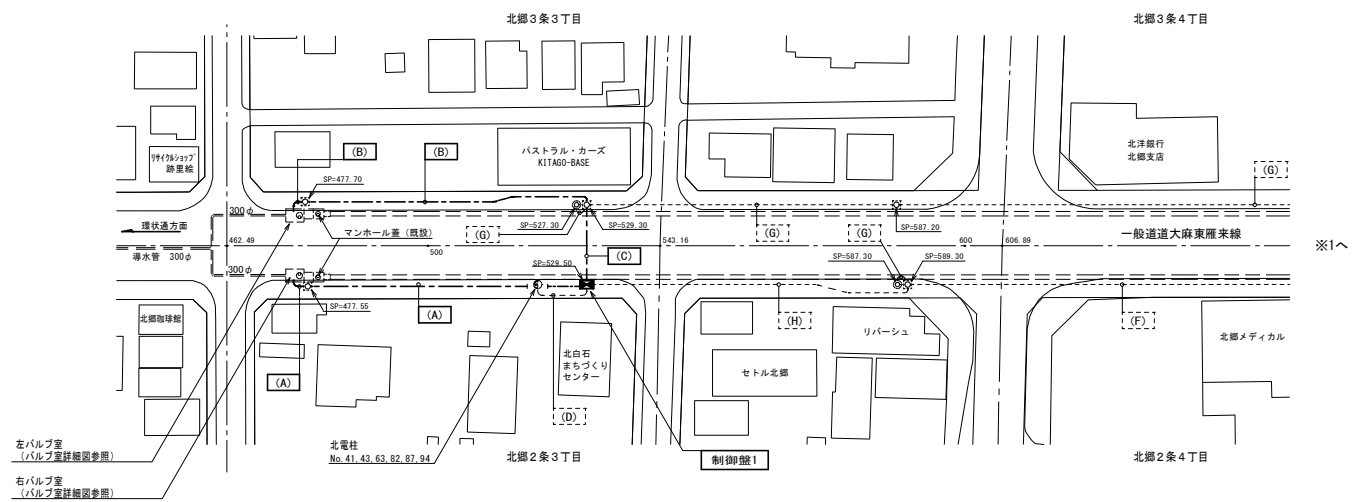 北郷３条３丁目
北郷３条４丁目
ﾘｻｲｸﾙｼｮｯﾌﾟ
跡里絵
(B)
(B)
パストラル・カーズ
KITAGO-BASE
北洋銀行
北郷支店
(G)
SP=477.70
300φ
環状通方面
導水管 300φ
462.49
マンホール蓋（既設）
500
(G)
SP=527.30
SP=529.30
(C)
543.16
(G)
(G)
SP=587.20
600
606.89
一般道道大麻東雁来線
※1へ
300φ
SP=529.50
SP=587.30
SP=589.30
SP=477.55
(A)
(A)
(A)
(H)
(F)
北郷珈琲館
北白石
まちづくり
センター
(D)
リバーシュ
セトル北郷
北郷メディカル
左バルブ室
（バルブ室詳細図参照）
右バルブ室
（バルブ室詳細図参照）
北電柱
No.41,43,63,82,87,94
北郷２条３丁目
制御盤1
北郷２条４丁目